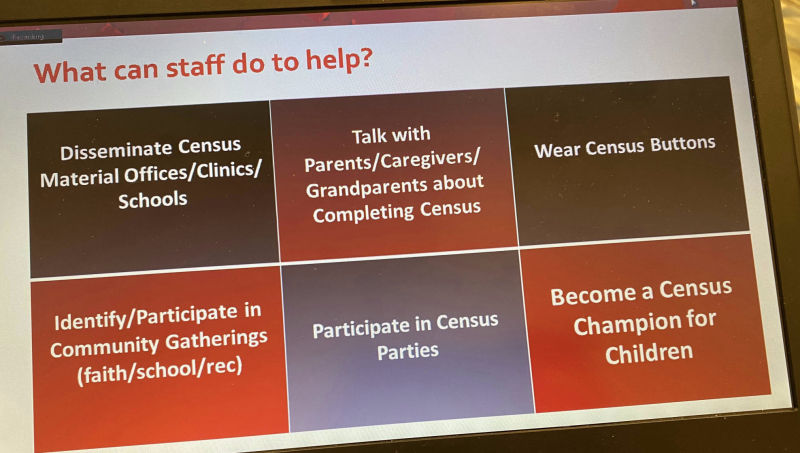 What can staff do to help?
Disseminate Census
Material Offices/Clinics/
Schools
Talk with
Parents/Caregivers/
Grandparents about
Completing Census
Wear Census Buttons
Identify/Participate in
Community Gatherings
(faith/school/rec)
Participate in Census
Parties
Become a Census
Champion for
Children